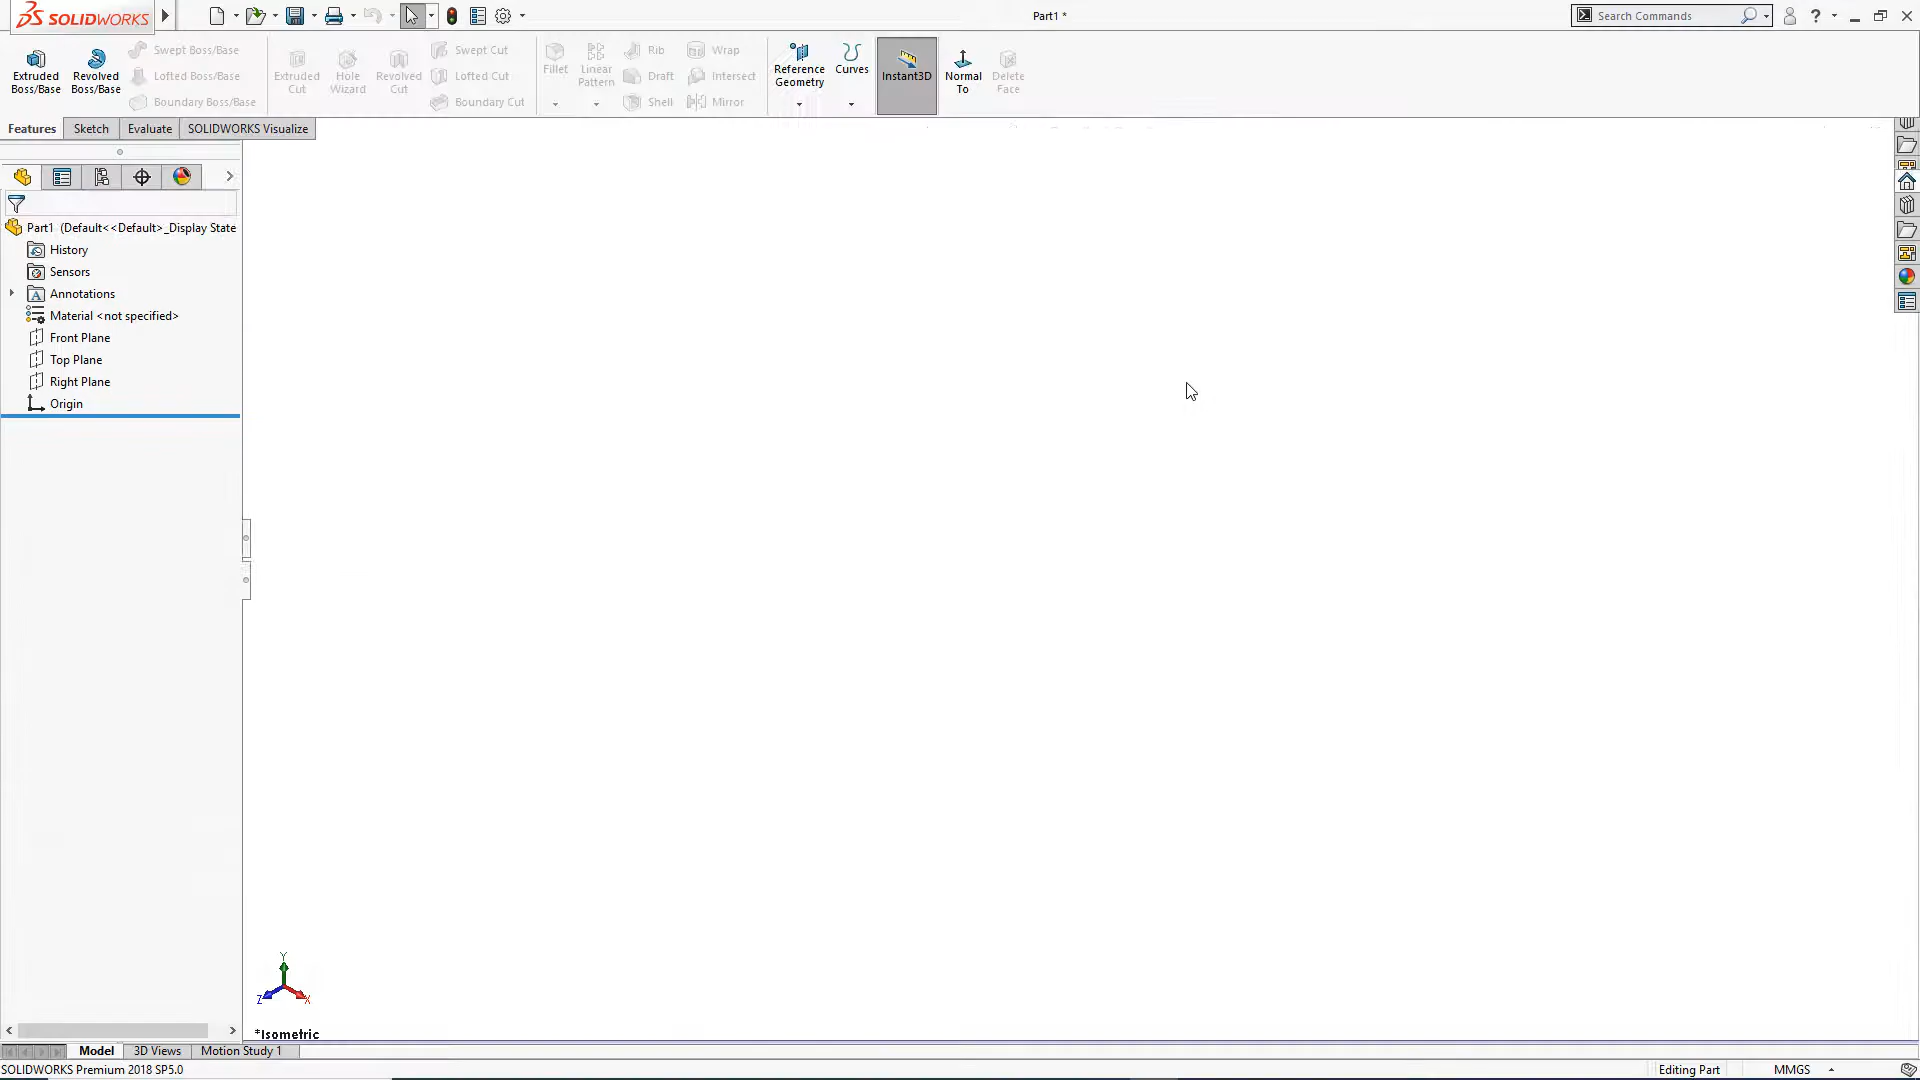 SOLIDWORKS
Part1 *
Search Commands
Extruded Boss/Base
Revolved Boss/Base
Swept Boss/Base
Lofted Boss/Base
Boundary Boss/Base
Extruded Cut
Hole Wizard
Revolved Cut
Swept Cut
Lofted Cut
Boundary Cut
Fillet
Linear Pattern
Rib
Draft
Shell
Wrap
Intersect
Mirror
Reference Geometry
Curves
Instant3D
Normal To
Delete Face
Features
Sketch
Evaluate
SOLIDWORKS Visualize
Part1 (Default<<Default>_Display State
History
Sensors
Annotations
Material <not specified>
Front Plane
Top Plane
Right Plane
Origin
Y
Z
X
*Isometric
Model
3D Views
Motion Study 1
SOLIDWORKS Premium 2018 SP5.0
Editing Part
MMGS